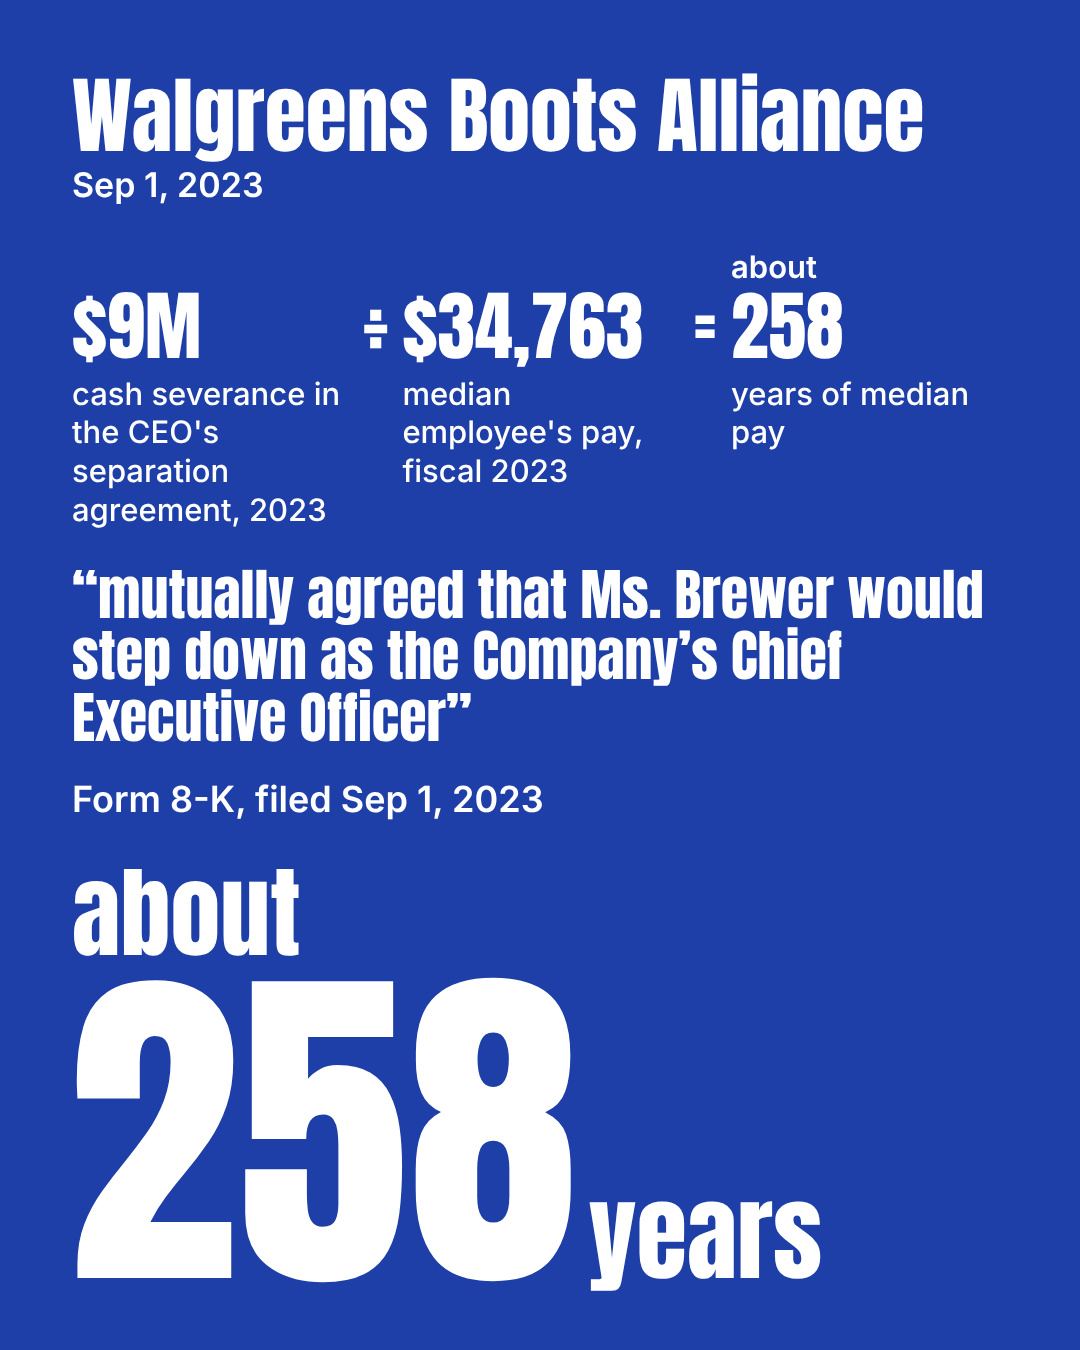 Walgreens Boots Alliance
Sep 1, 2023
$9M
cash severance in
the CEO's
separation
agreement, 2023
÷
$34,763
median
employee's pay,
fiscal 2023
=
about
258
years of median
pay
“mutually agreed that Ms. Brewer would
step down as the Company’s Chief
Executive Officer”
Form 8-K, filed Sep 1, 2023
about
258 years